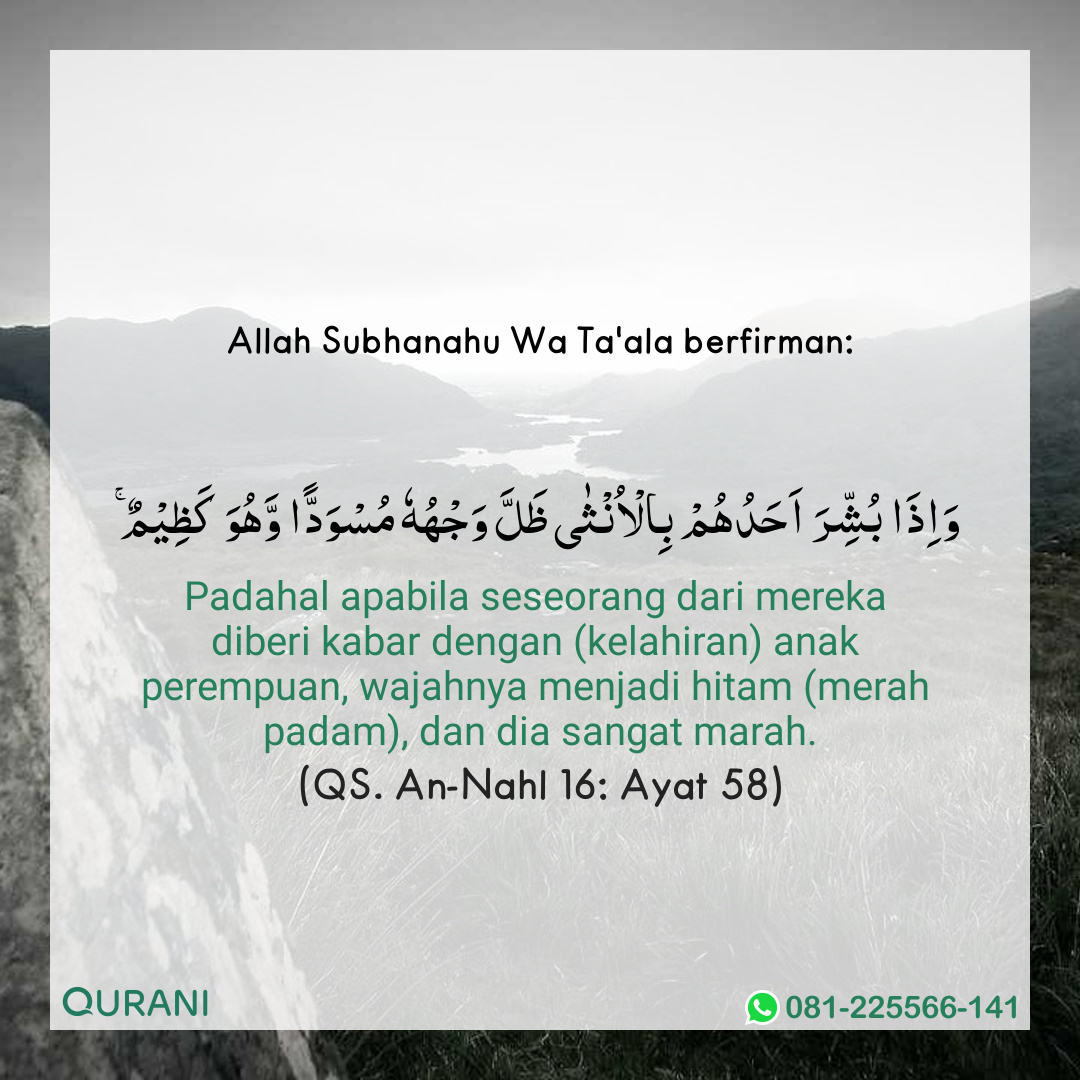 Allah Subhanahu Wa Ta'ala berfirman:
وَاِذَا بُشِّرَ اَحَدُهُمْ بِالْاُنْثٰى ظَلَّ وَجْهُهٗ مُسْوَدًّا وَّهُوَ كَظِيْمٌ ۚ
Padahal apabila seseorang dari mereka
diberi kabar dengan (kelahiran) anak
perempuan, wajahnya menjadi hitam (merah
padam), dan dia sangat marah.
(QS. An-Nahl 16: Ayat 58)
QURANI
081-225566-141